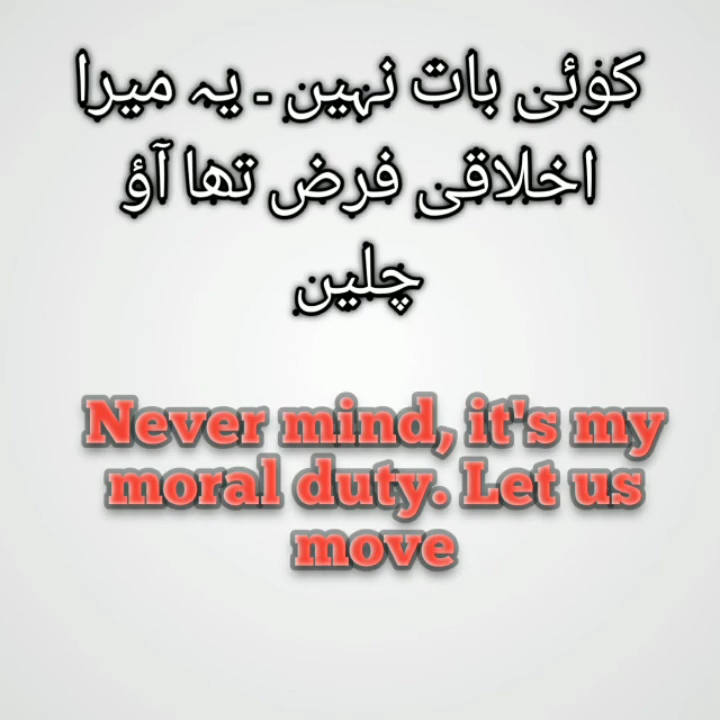 کوئی بات نہیں ۔ یہ میرا
اخلاقی فرض تھا آؤ
چلیں
Never mind, it's my
moral duty. Let us
move